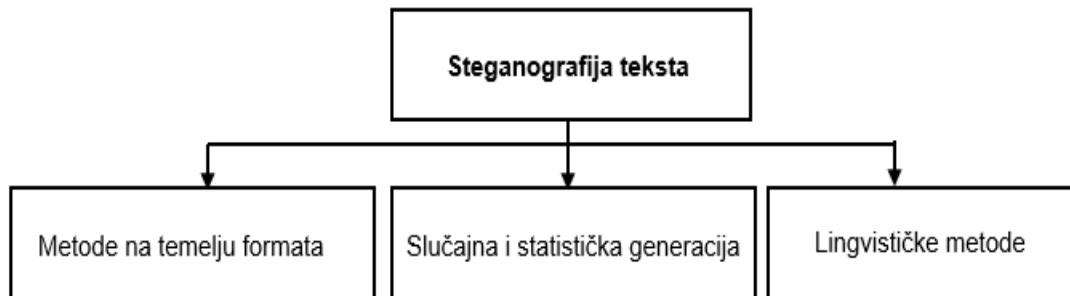 Steganografija teksta
Metode na temelju formata
Slučajna i statistička generacija
Lingvističke metode